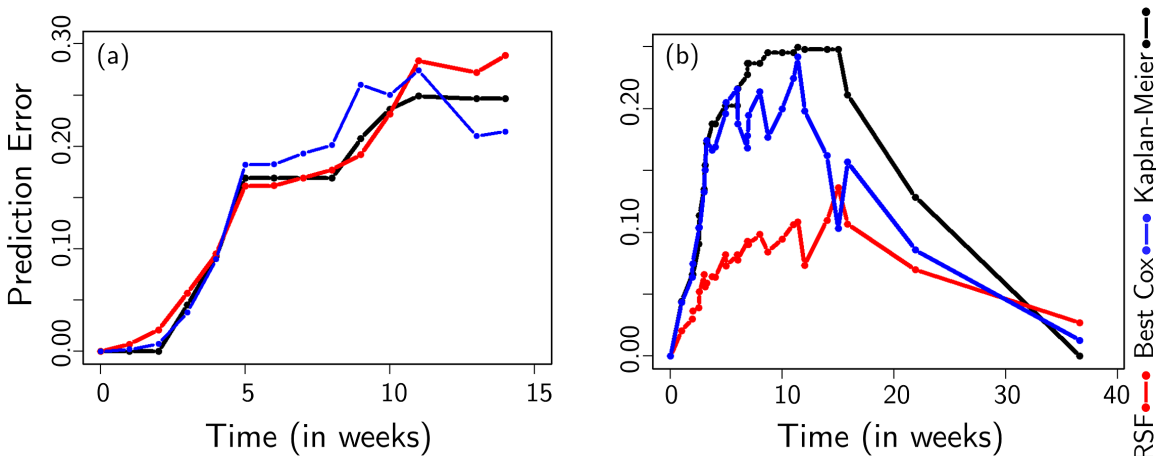 Prediction Error
0.00 0.10 0.20 0.30
(a)
0 5 10 15
Time (in weeks)
0.00 0.10 0.20
(b)
0 10 20 30 40
Time (in weeks)
RSF Best Cox Kaplan-Meier